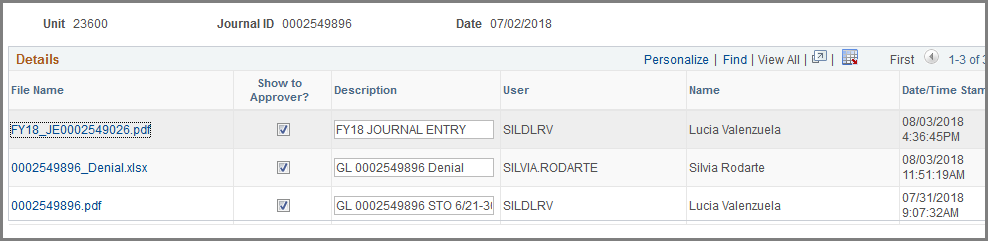 Unit 23600 Journal ID 0002549896 Date 07/02/2018
Details Personalize | Find | View All | | First 1-3 of 3
File Name Show to Approver? Description User Name Date/Time Stam
FY18_JE0002549026.pdf FY18 JOURNAL ENTRY SILDLRV Lucia Valenzuela 08/03/2018 4:36:45PM
0002549896_Denial.xlsx GL 0002549896 Denial SILVIA.RODARTE Silvia Rodarte 08/03/2018 11:51:19AM
0002549896.pdf GL 0002549896 STO 6/21-30 SILDLRV Lucia Valenzuela 07/31/2018 9:07:32AM